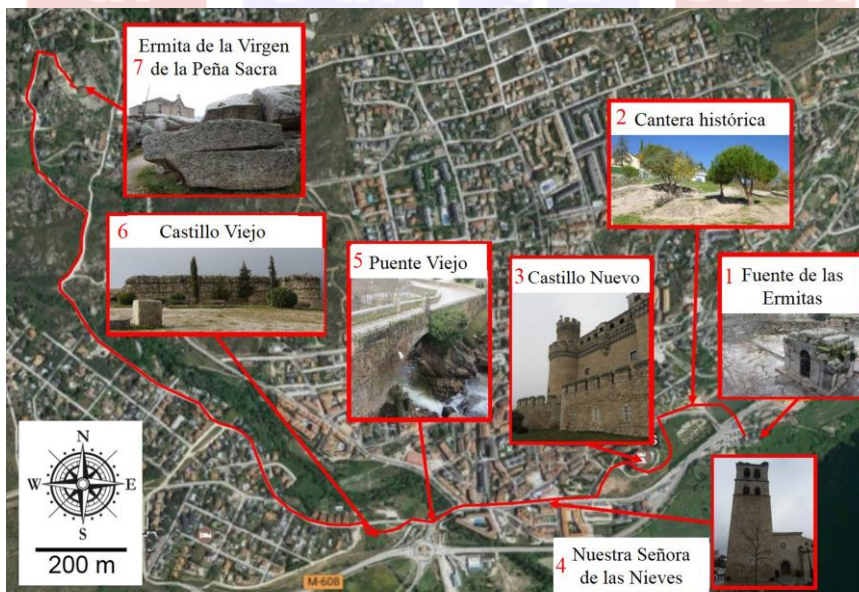 7 Ermita de la Virgen
de la Peña Sacra
2 Cantera histórica
6 Castillo Viejo
5 Puente Viejo
3 Castillo Nuevo
1 Fuente de las
Ermitas
4 Nuestra Señora
de las Nieves
N
W E
S
200 m
M-608